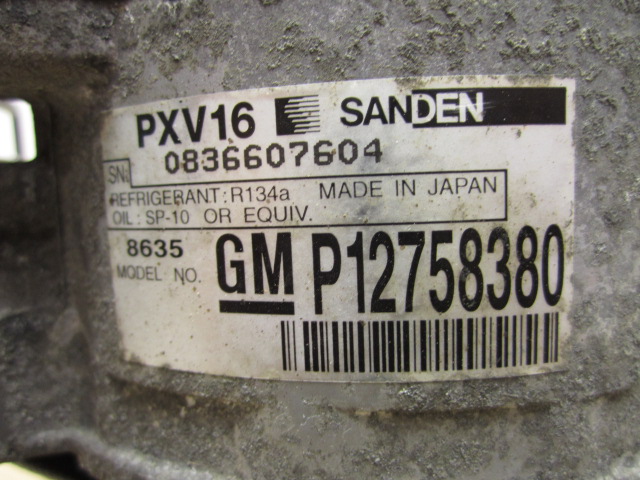 PXV16 SANDEN
SN: 0836607604
REFRIGERANT: R134a MADE IN JAPAN
OIL: SP-10 OR EQUIV.
8635
MODEL NO. GM P12758380